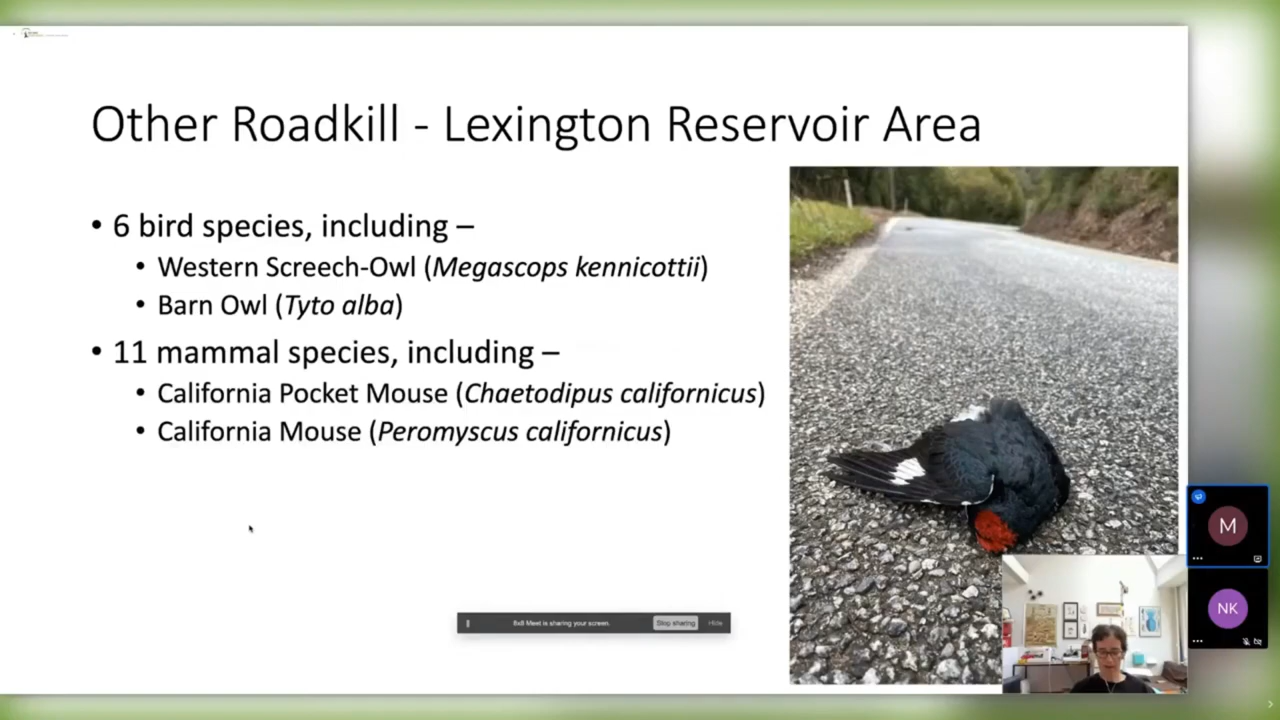 Other Roadkill - Lexington Reservoir Area
• 6 bird species, including –
• Western Screech-Owl (Megascops kennicottii)
• Barn Owl (Tyto alba)
• 11 mammal species, including –
• California Pocket Mouse (Chaetodipus californicus)
• California Mouse (Peromyscus californicus)
8x8 Meet is sharing your screen. Stop sharing Hide
M
NK